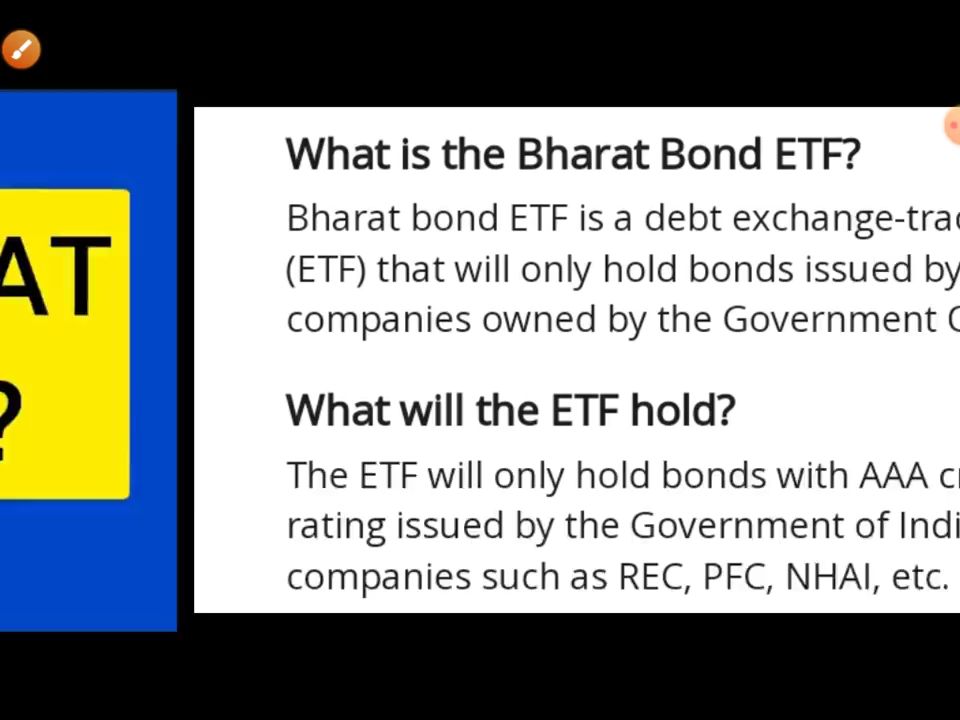 AT
?
What is the Bharat Bond ETF?
Bharat bond ETF is a debt exchange-trad
(ETF) that will only hold bonds issued by
companies owned by the Government
What will the ETF hold?
The ETF will only hold bonds with AAA cr
rating issued by the Government of Indi
companies such as REC, PFC, NHAI, etc.